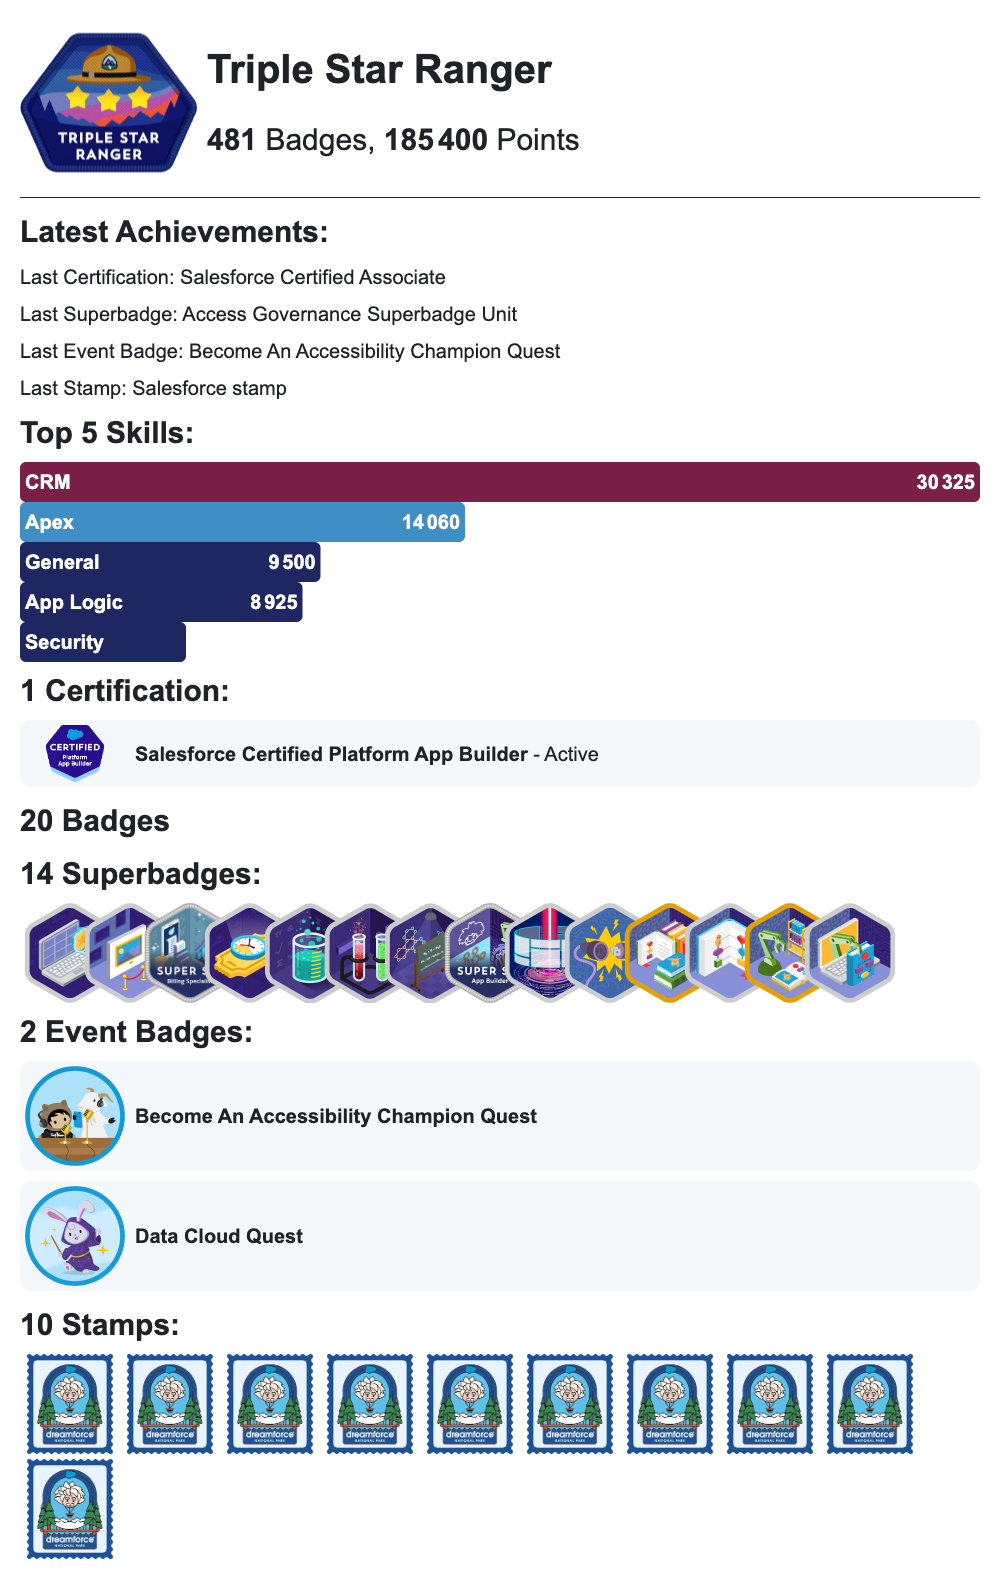 TRIPLE STAR
RANGER
Triple Star Ranger
481 Badges, 185 400 Points
Latest Achievements:
Last Certification: Salesforce Certified Associate
Last Superbadge: Access Governance Superbadge Unit
Last Event Badge: Become An Accessibility Champion Quest
Last Stamp: Salesforce stamp
Top 5 Skills:
CRM 30 325
Apex 14 060
General 9 500
App Logic 8 925
Security
1 Certification:
CERTIFIED
Platform
App Builder
Salesforce Certified Platform App Builder - Active
20 Badges
14 Superbadges:
SUPER S
Billing Specialis
SUPER S
App Builder
2 Event Badges:
Become An Accessibility Champion Quest
Data Cloud Quest
10 Stamps:
dreamforce
NATIONAL PARK
dreamforce
NATIONAL PARK
dreamforce
NATIONAL PARK
dreamforce
NATIONAL PARK
dreamforce
NATIONAL PARK
dreamforce
NATIONAL PARK
dreamforce
NATIONAL PARK
dreamforce
NATIONAL PARK
dreamforce
NATIONAL PARK
dreamforce
NATIONAL PARK